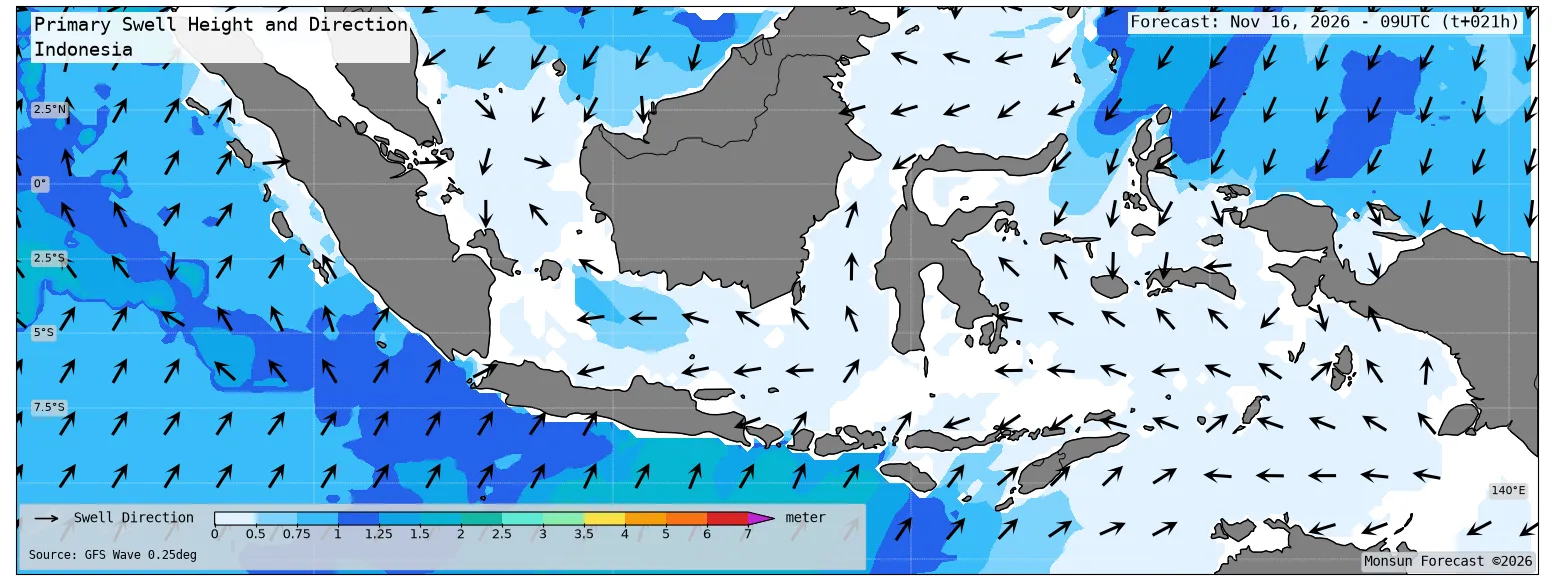 Primary Swell Height and Direction
Indonesia
Forecast: Nov 16, 2026 - 09UTC (t+021h)
2.5°N
0°
2.5°S
5°S
7.5°S
140°E
Swell Direction
0 0.5 0.75 1 1.25 1.5 2 2.5 3 3.5 4 5 6 7
meter
Source: GFS Wave 0.25deg
Monsun Forecast ©2026